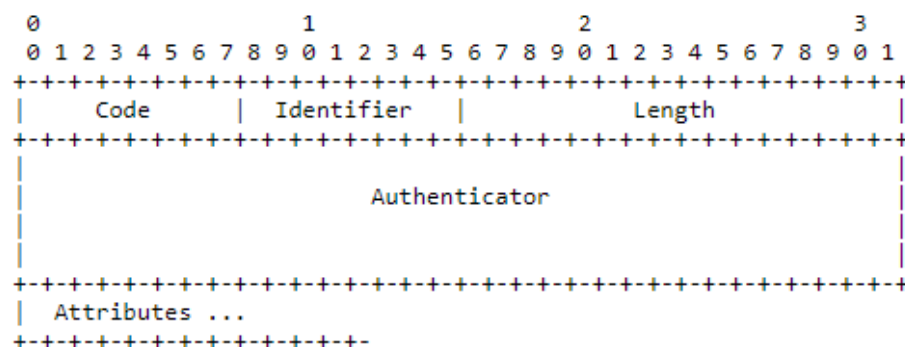 0                   1                   2                   3
 0 1 2 3 4 5 6 7 8 9 0 1 2 3 4 5 6 7 8 9 0 1 2 3 4 5 6 7 8 9 0 1
+-+-+-+-+-+-+-+-+-+-+-+-+-+-+-+-+-+-+-+-+-+-+-+-+-+-+-+-+-+-+-+-+
|     Code      |  Identifier   |            Length             |
+-+-+-+-+-+-+-+-+-+-+-+-+-+-+-+-+-+-+-+-+-+-+-+-+-+-+-+-+-+-+-+-+
|                                                               |
|                         Authenticator                         |
|                                                               |
|                                                               |
+-+-+-+-+-+-+-+-+-+-+-+-+-+-+-+-+-+-+-+-+-+-+-+-+-+-+-+-+-+-+-+-+
|  Attributes ...
+-+-+-+-+-+-+-+-+-+-+-+-+-